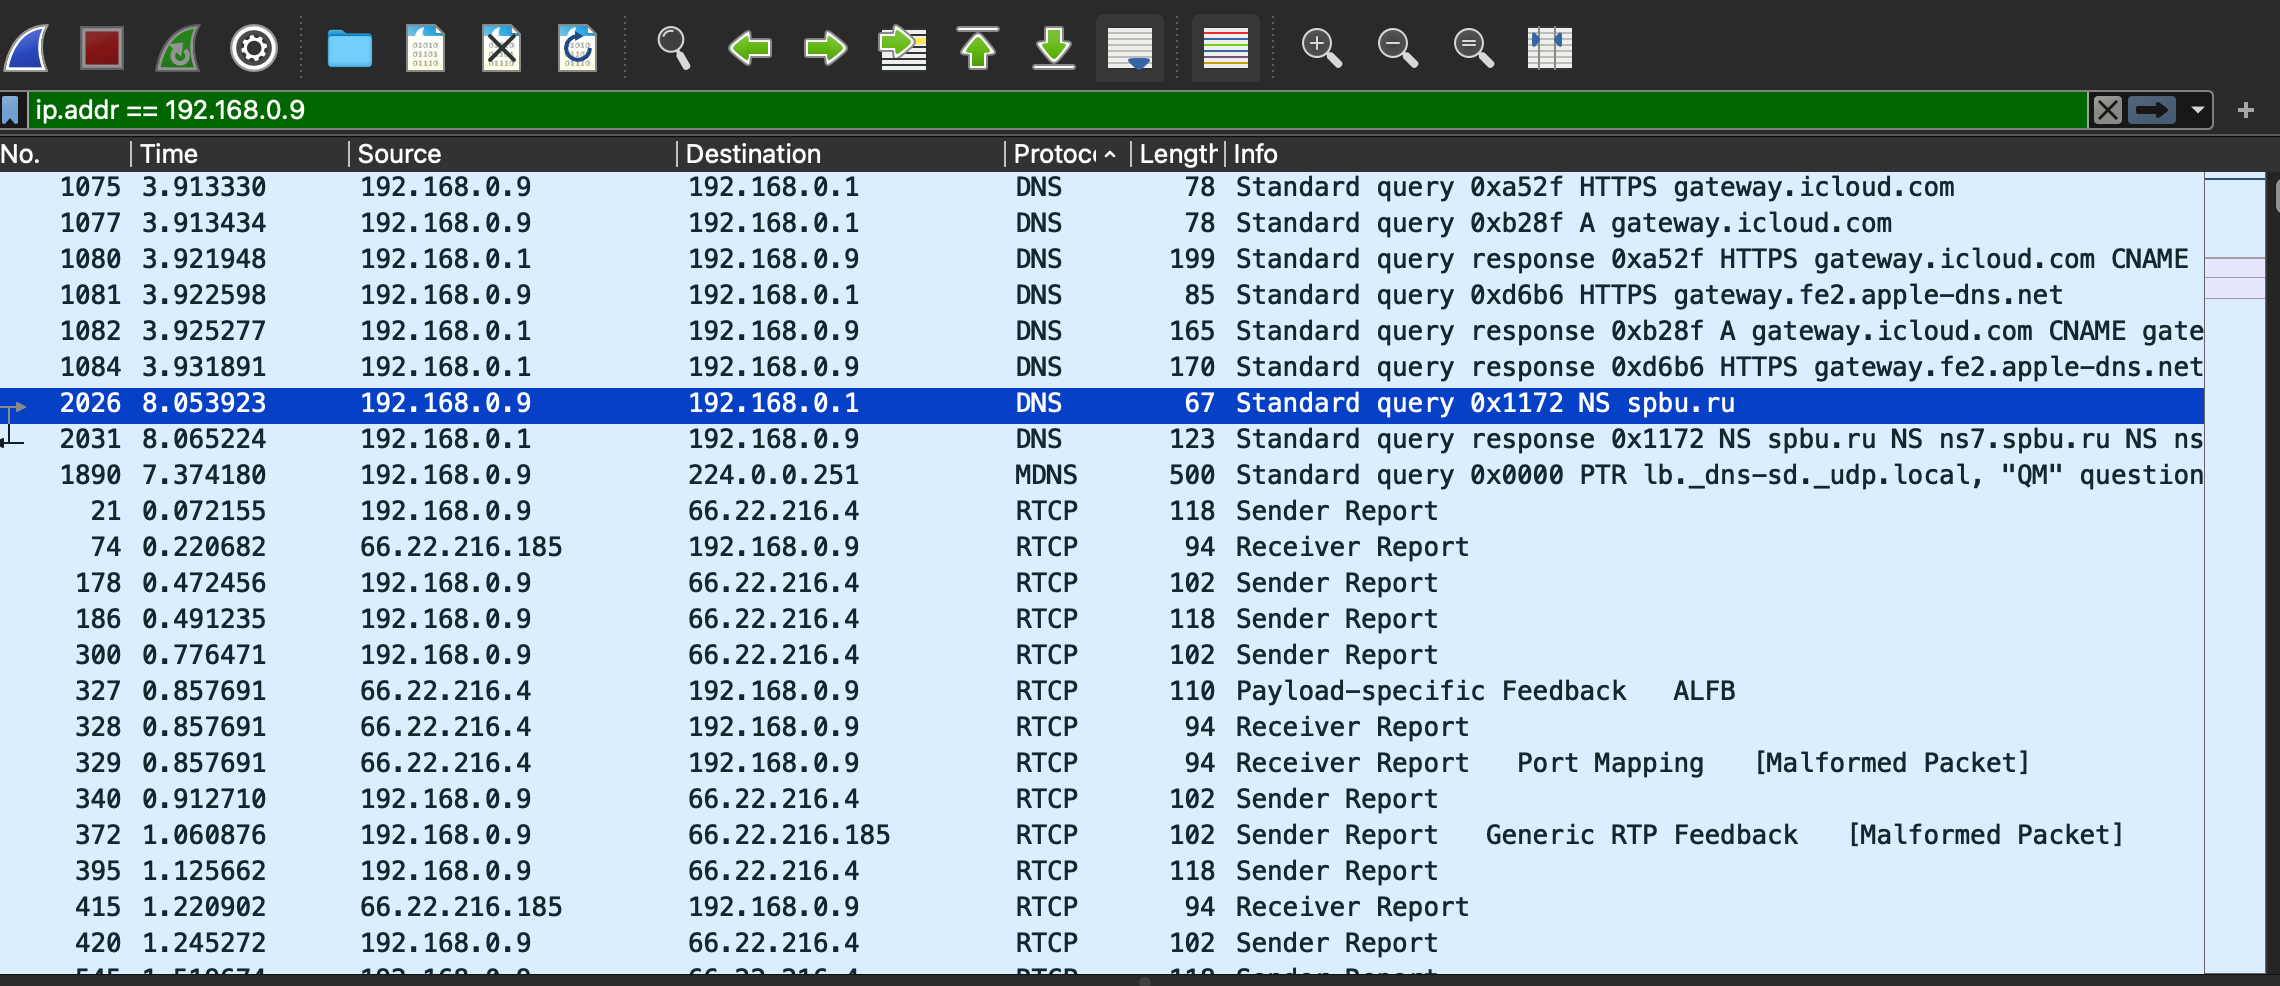 ip.addr == 192.168.0.9
No. Time Source Destination Protoc Length Info
1075 3.913330 192.168.0.9 192.168.0.1 DNS 78 Standard query 0xa52f HTTPS gateway.icloud.com
1077 3.913434 192.168.0.9 192.168.0.1 DNS 78 Standard query 0xb28f A gateway.icloud.com
1080 3.921948 192.168.0.1 192.168.0.9 DNS 199 Standard query response 0xa52f HTTPS gateway.icloud.com CNAME
1081 3.922598 192.168.0.9 192.168.0.1 DNS 85 Standard query 0xd6b6 HTTPS gateway.fe2.apple-dns.net
1082 3.925277 192.168.0.1 192.168.0.9 DNS 165 Standard query response 0xb28f A gateway.icloud.com CNAME gate
1084 3.931891 192.168.0.1 192.168.0.9 DNS 170 Standard query response 0xd6b6 HTTPS gateway.fe2.apple-dns.net
2026 8.053923 192.168.0.9 192.168.0.1 DNS 67 Standard query 0x1172 NS spbu.ru
2031 8.065224 192.168.0.1 192.168.0.9 DNS 123 Standard query response 0x1172 NS spbu.ru NS ns7.spbu.ru NS ns
1890 7.374180 192.168.0.9 224.0.0.251 MDNS 500 Standard query 0x0000 PTR lb._dns-sd._udp.local, "QM" question
21 0.072155 192.168.0.9 66.22.216.4 RTCP 118 Sender Report
74 0.220682 66.22.216.185 192.168.0.9 RTCP 94 Receiver Report
178 0.472456 192.168.0.9 66.22.216.4 RTCP 102 Sender Report
186 0.491235 192.168.0.9 66.22.216.4 RTCP 118 Sender Report
300 0.776471 192.168.0.9 66.22.216.4 RTCP 102 Sender Report
327 0.857691 66.22.216.4 192.168.0.9 RTCP 110 Payload-specific Feedback ALFB
328 0.857691 66.22.216.4 192.168.0.9 RTCP 94 Receiver Report
329 0.857691 66.22.216.4 192.168.0.9 RTCP 94 Receiver Report Port Mapping [Malformed Packet]
340 0.912710 192.168.0.9 66.22.216.4 RTCP 102 Sender Report
372 1.060876 192.168.0.9 66.22.216.185 RTCP 102 Sender Report Generic RTP Feedback [Malformed Packet]
395 1.125662 192.168.0.9 66.22.216.4 RTCP 118 Sender Report
415 1.220902 66.22.216.185 192.168.0.9 RTCP 94 Receiver Report
420 1.245272 192.168.0.9 66.22.216.4 RTCP 102 Sender Report